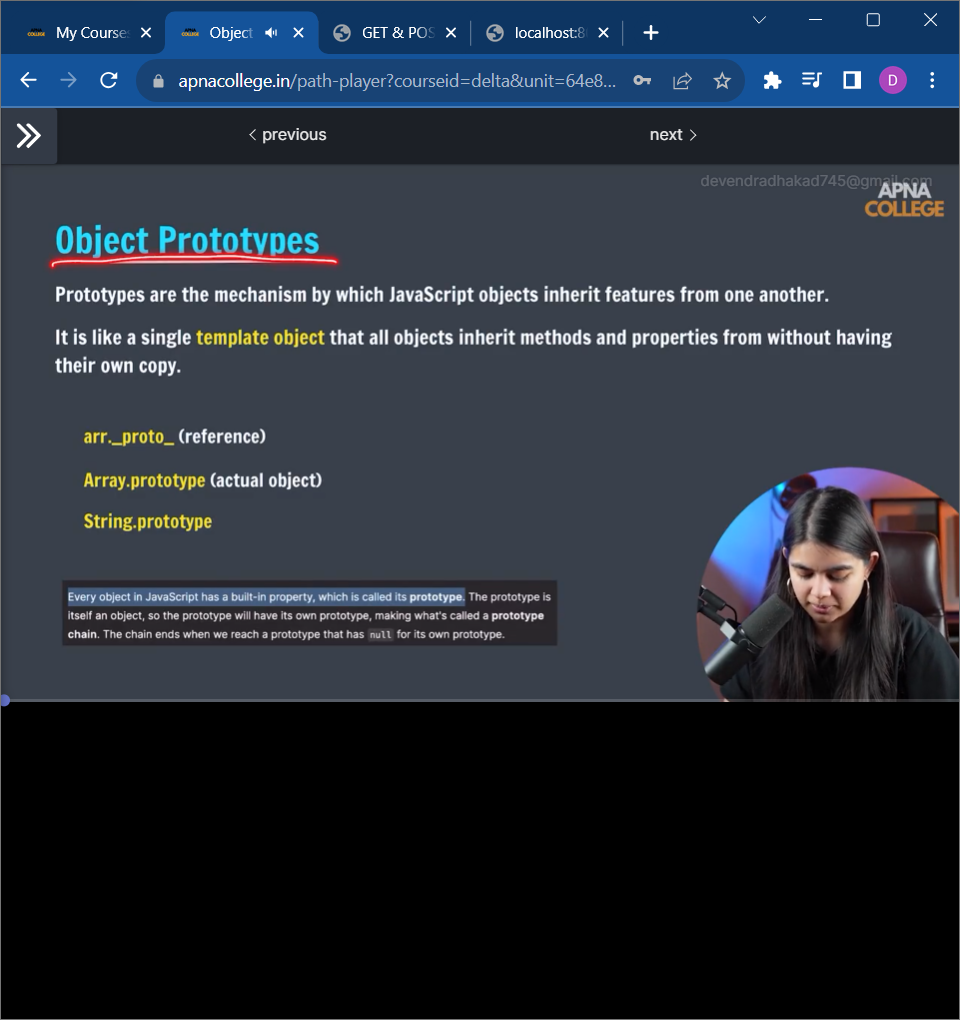 My Course
Object
GET & POS
localhost:8
apnacollege.in/path-player?courseid=delta&unit=64e8...
D
previous
next
devendradhakad745@gmail.com
APNA
COLLEGE
Object Prototypes
Prototypes are the mechanism by which JavaScript objects inherit features from one another.
It is like a single template object that all objects inherit methods and properties from without having
their own copy.
arr._proto_ (reference)
Array.prototype (actual object)
String.prototype
Every object in JavaScript has a built-in property, which is called its prototype. The prototype is
itself an object, so the prototype will have its own prototype, making what's called a prototype
chain. The chain ends when we reach a prototype that has null for its own prototype.